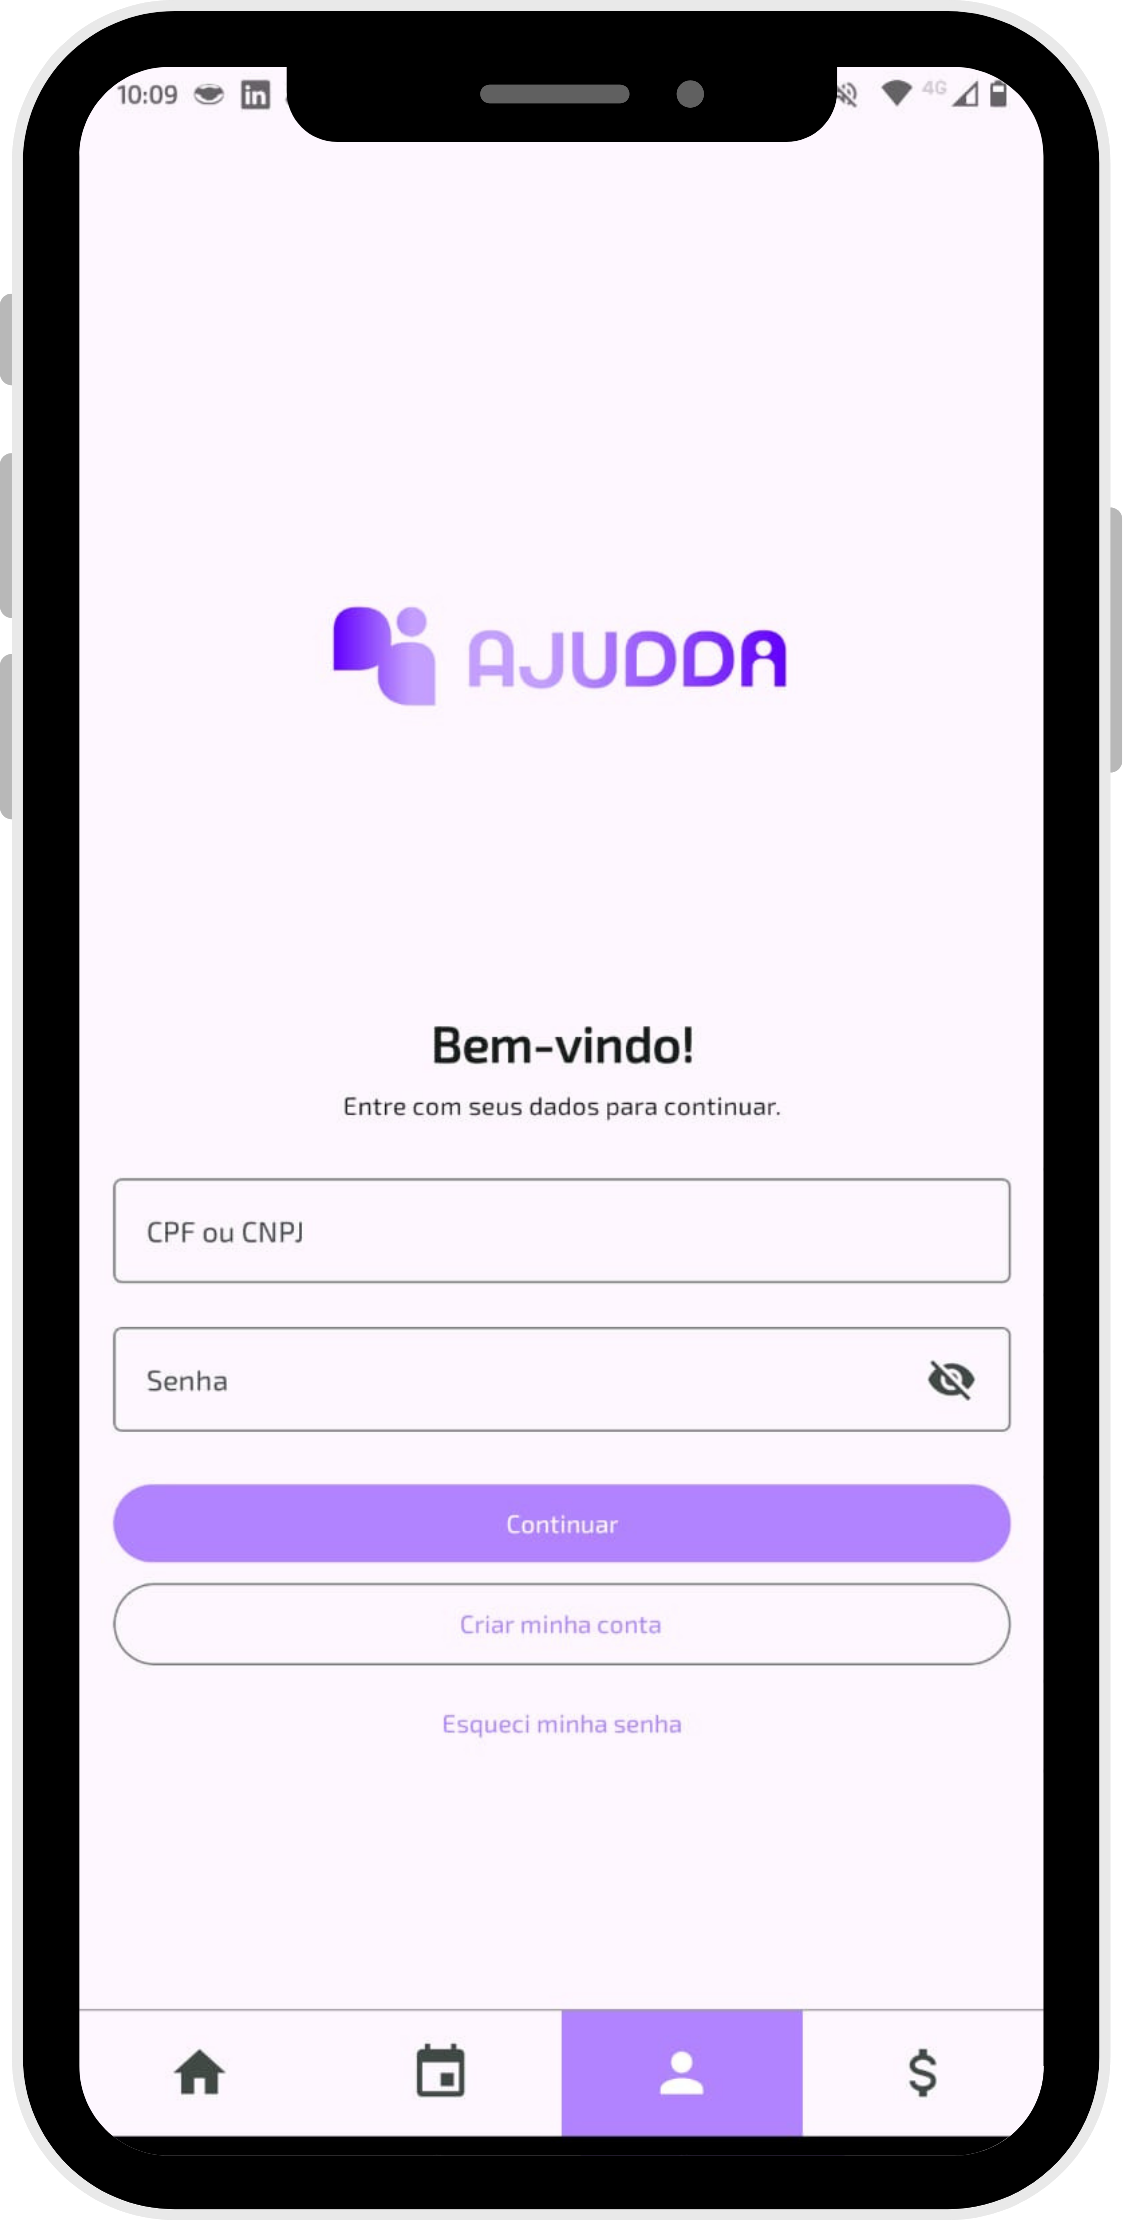 10:09
in
4G
AJUDDA
Bem-vindo!
Entre com seus dados para continuar.
CPF ou CNPJ
Senha
Continuar
Criar minha conta
Esqueci minha senha